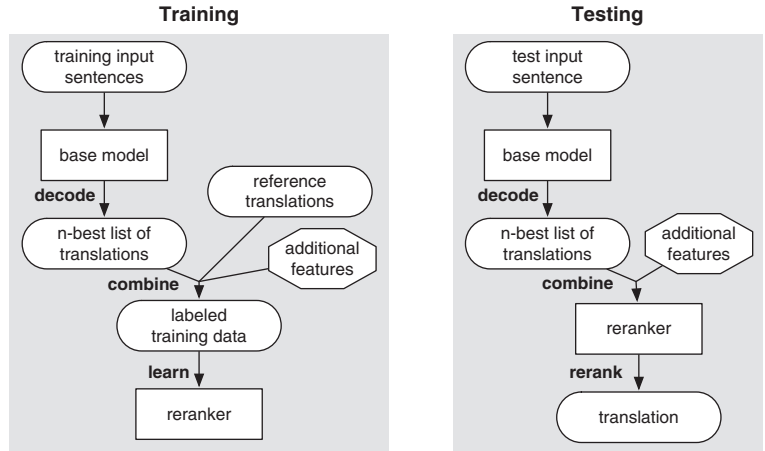 Training
training input
sentences
base model
decode
reference
translations
n-best list of
translations
additional
features
combine
labeled
training data
learn
reranker
Testing
test input
sentence
base model
decode
n-best list of
translations
additional
features
combine
reranker
rerank
translation